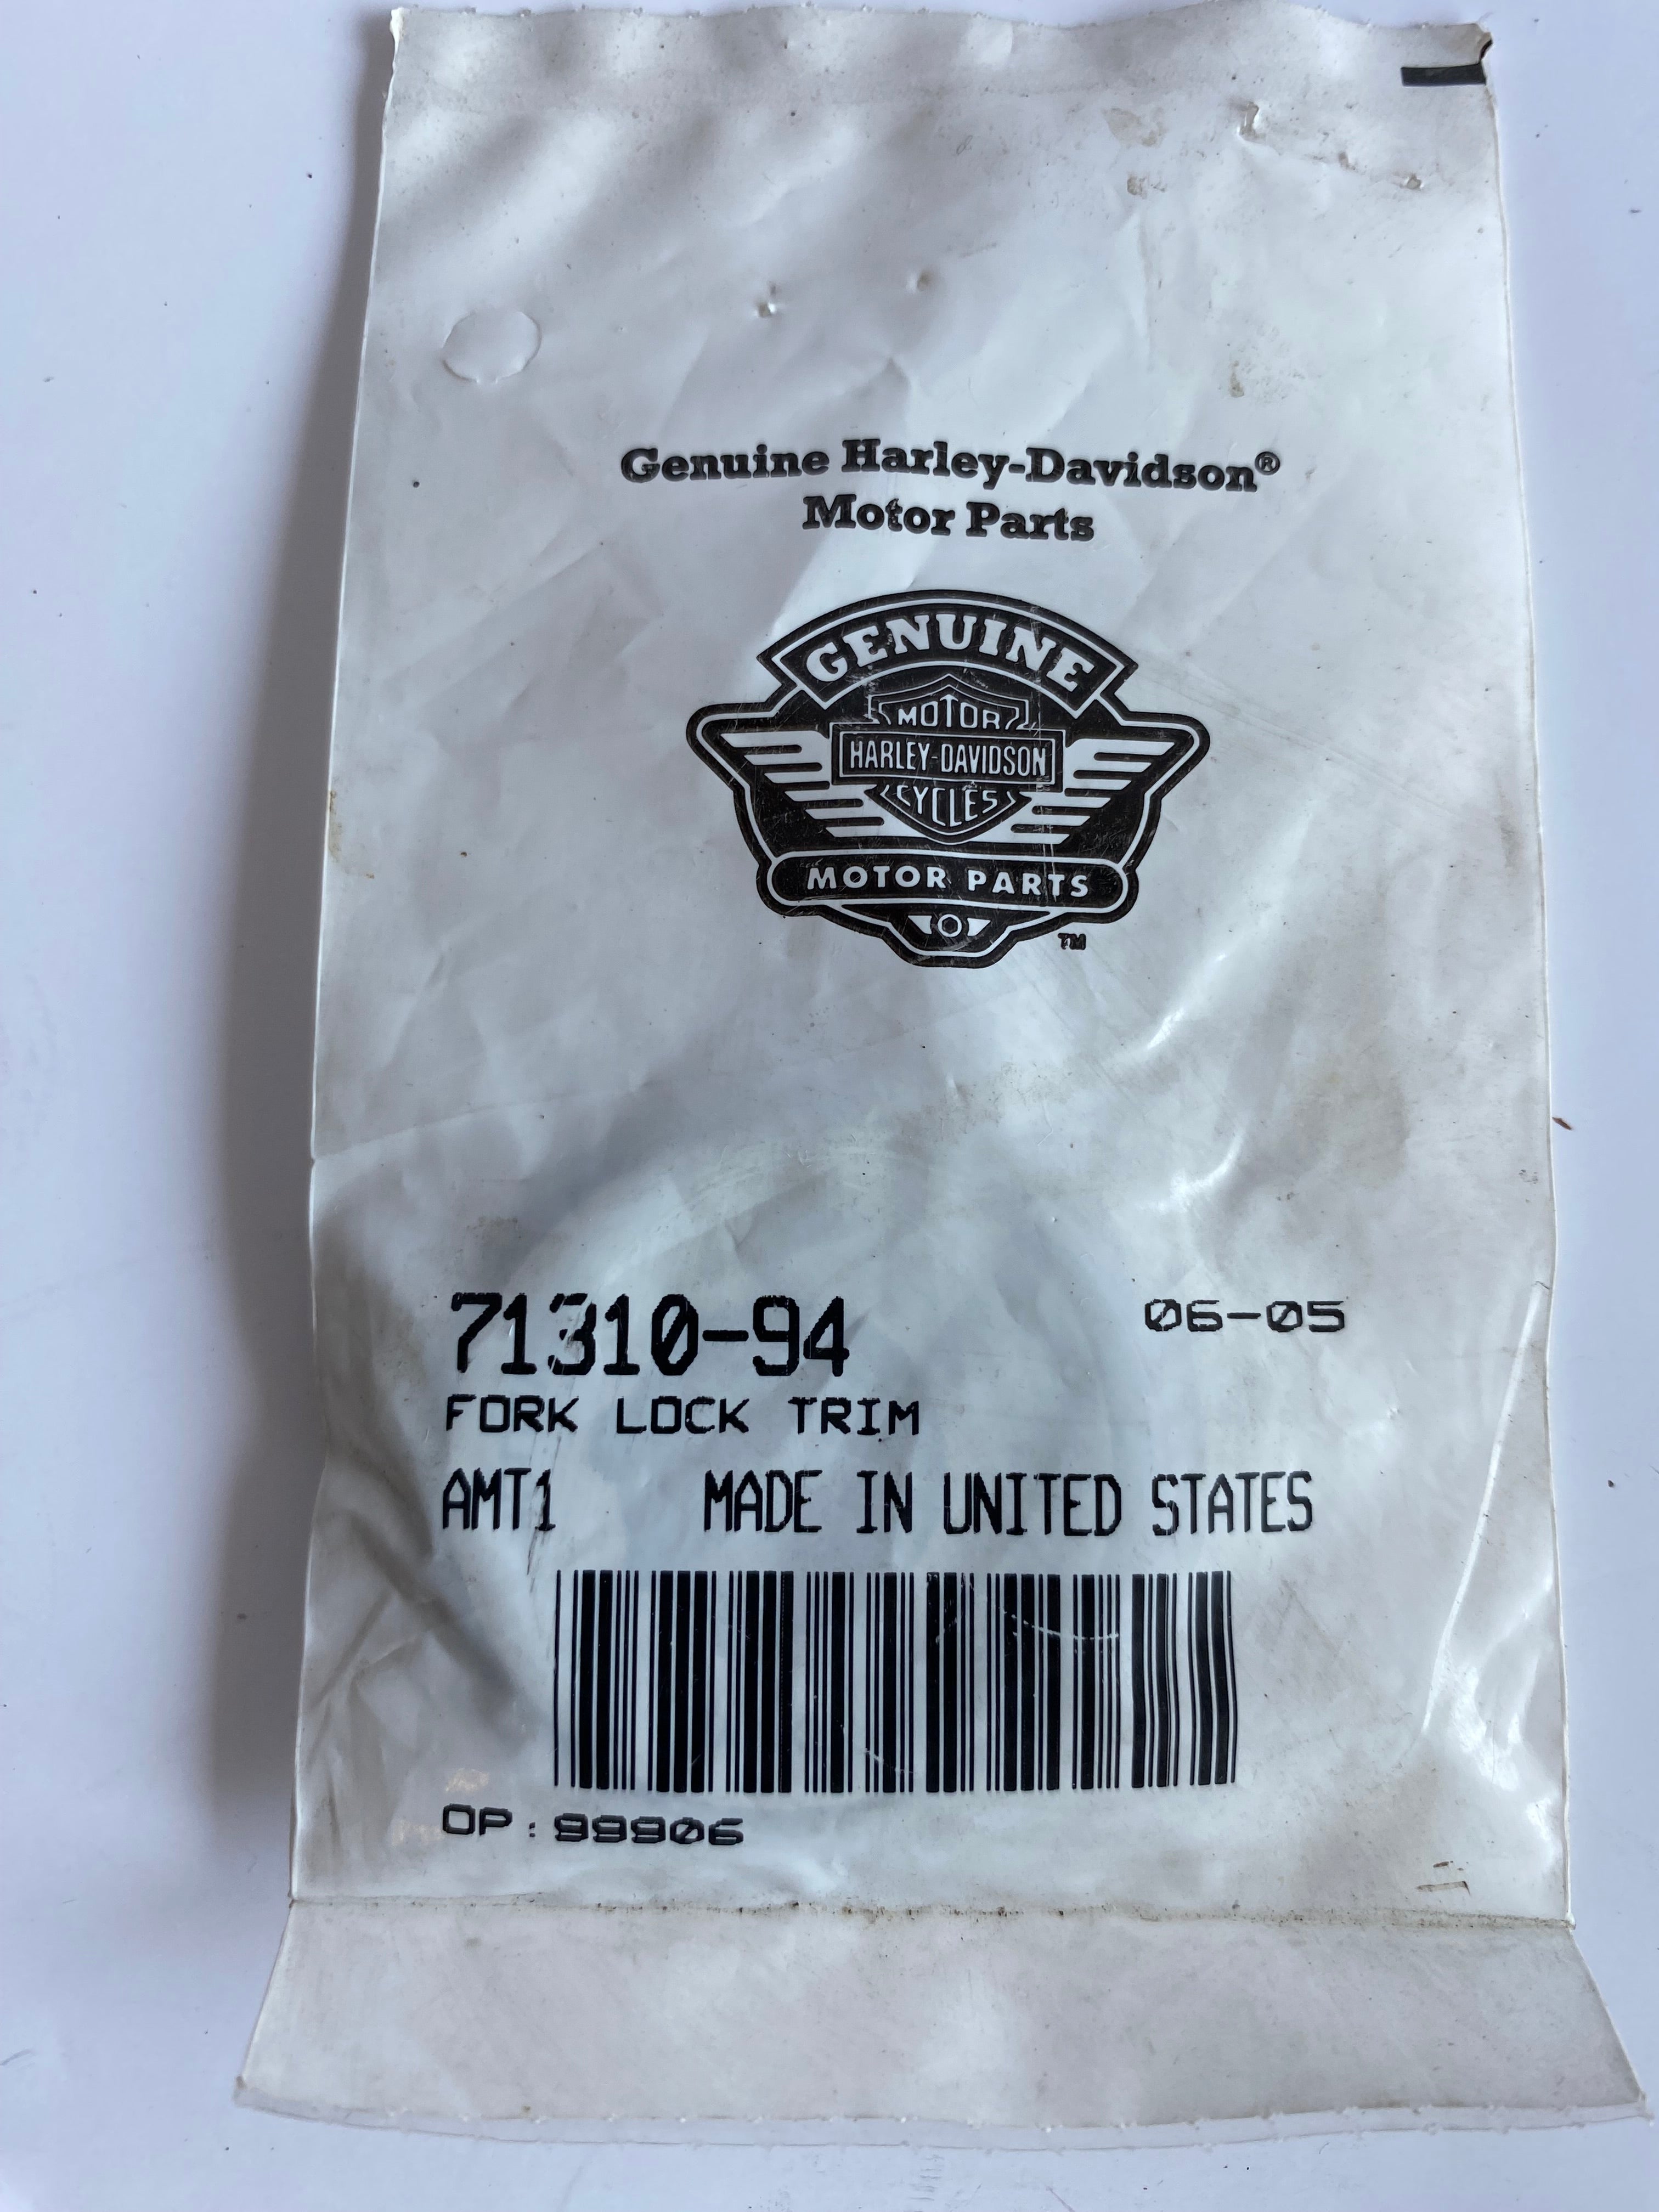 Genuine Harley-Davidson®
Motor Parts
GENUINE
MOTOR
HARLEY-DAVIDSON
CYCLES
MOTOR PARTS
TM
71310-94 06-05
FORK LOCK TRIM
AMT1 MADE IN UNITED STATES
OP: 99906